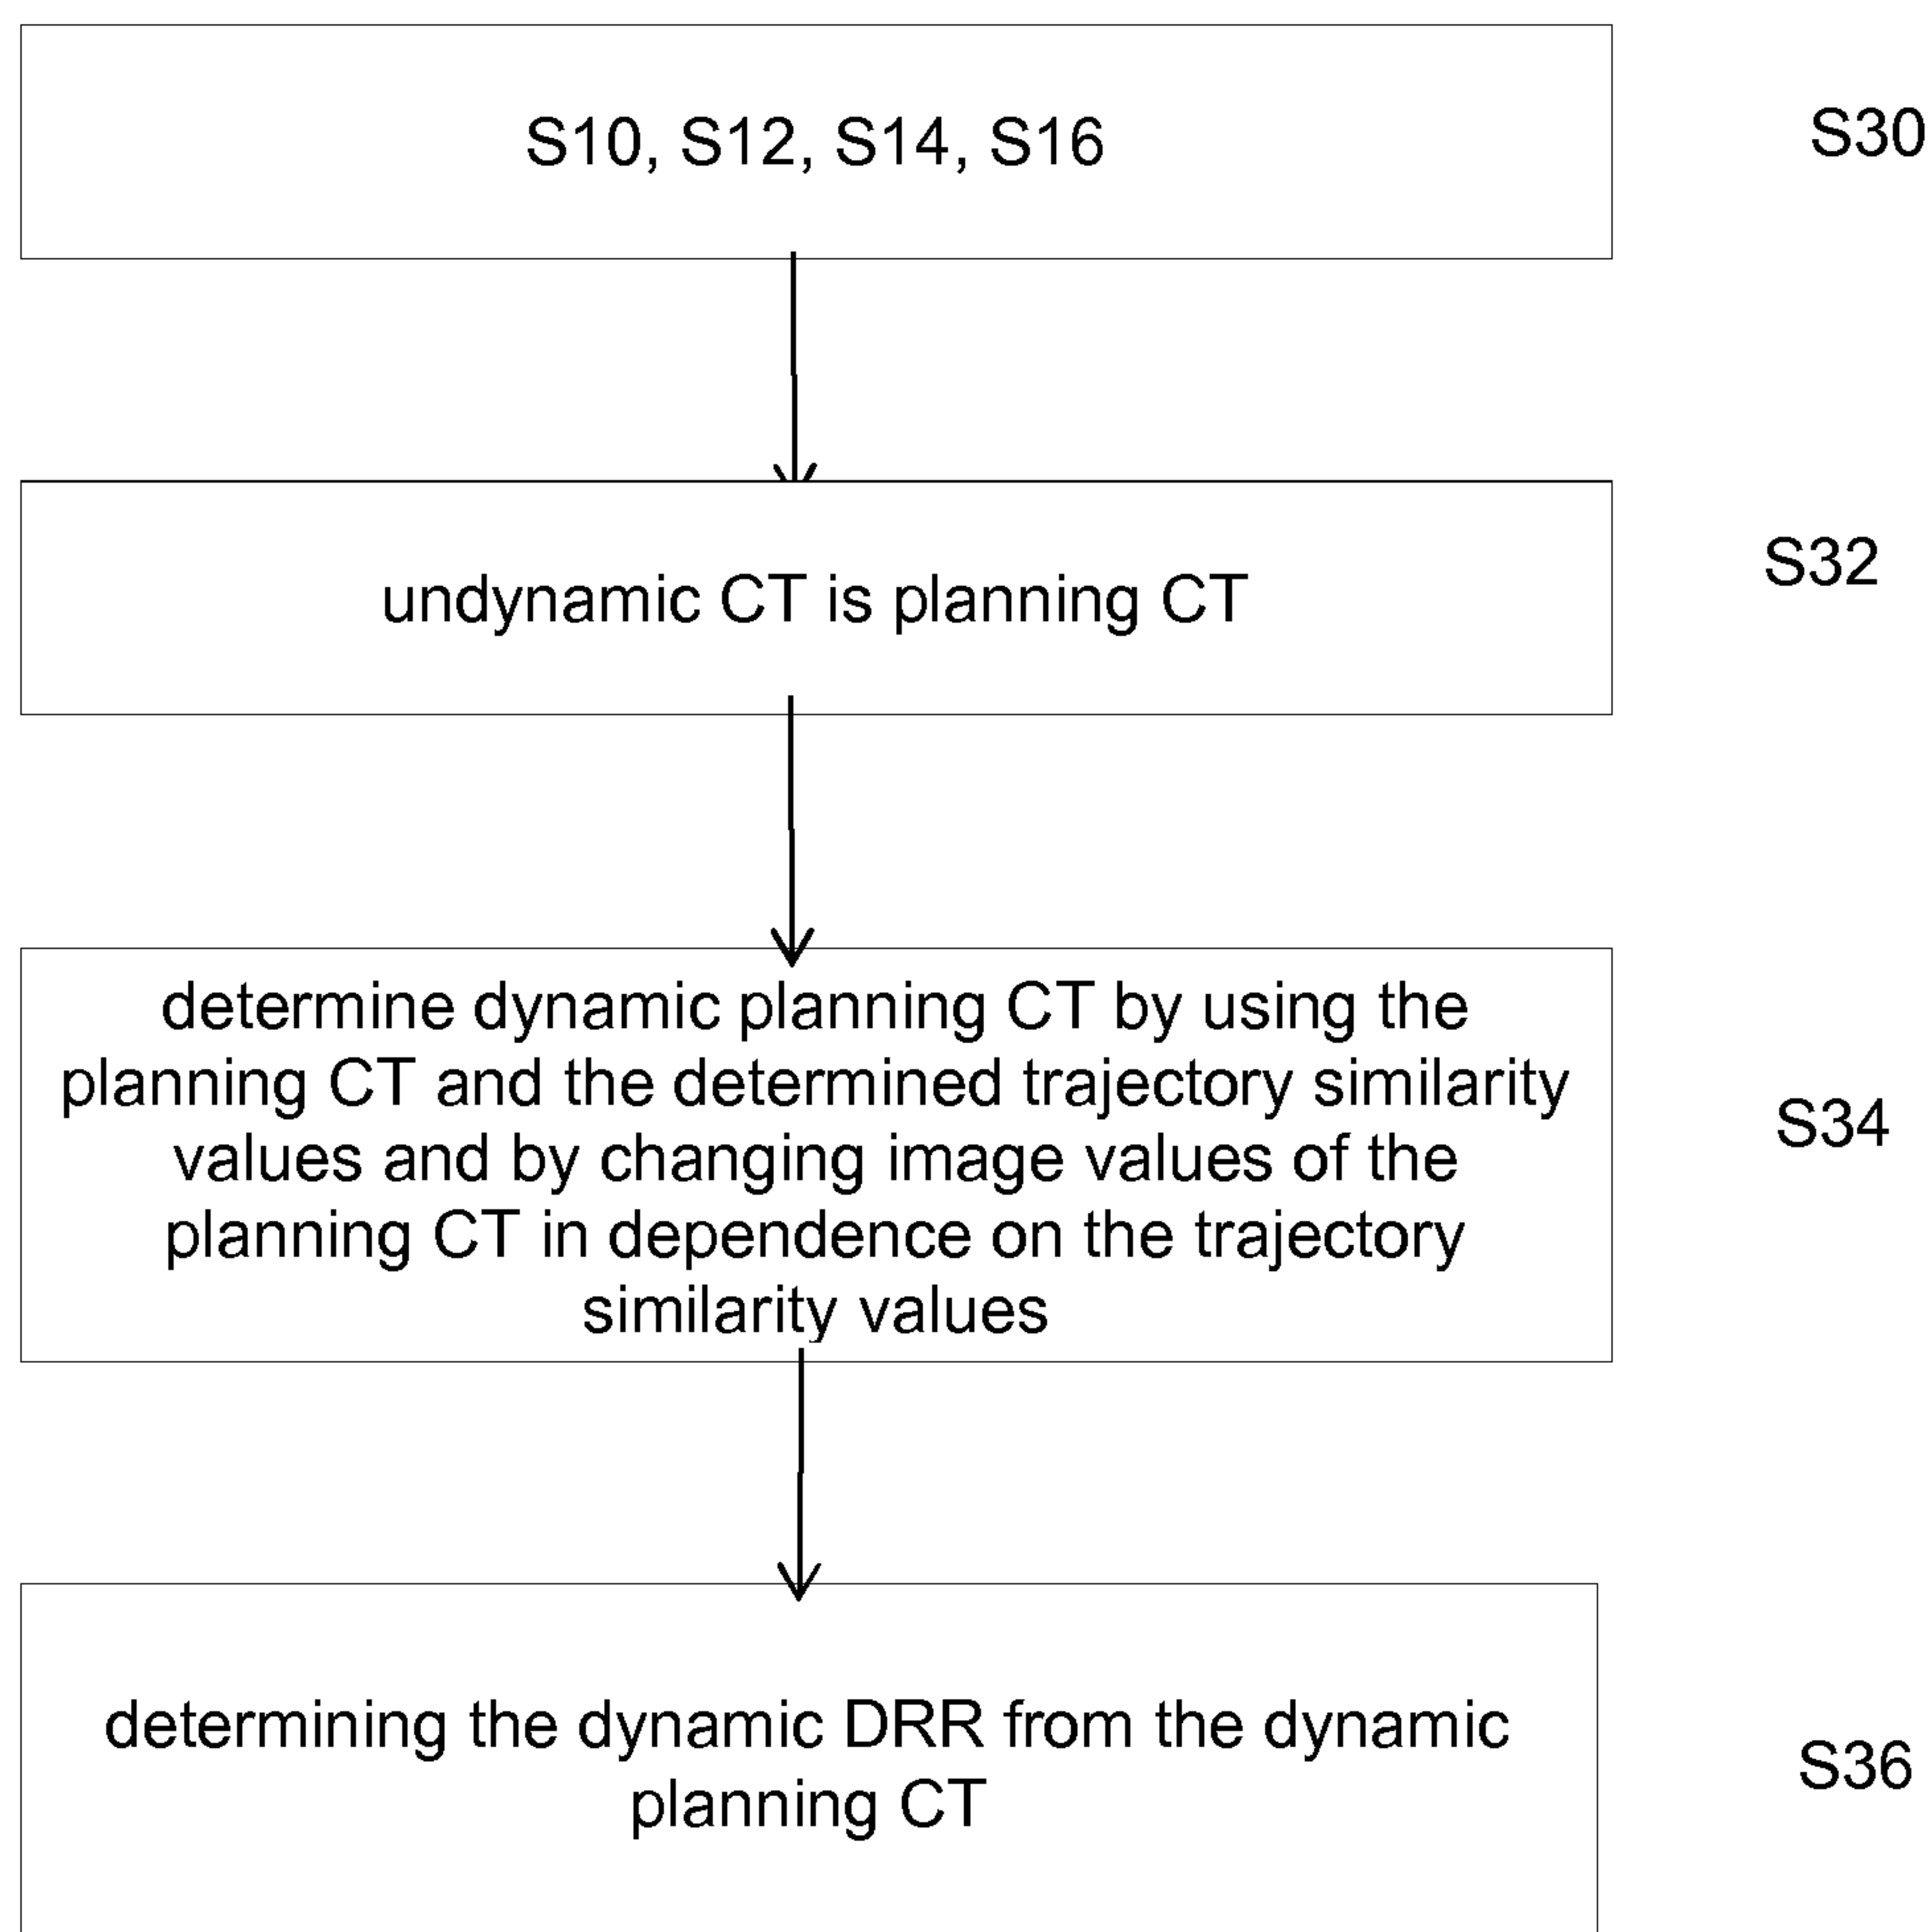 S10, S12, S14, S16
S30
undynamic CT is planning CT
S32
determine dynamic planning CT by using the
planning CT and the determined trajectory similarity
values and by changing image values of the
planning CT in dependence on the trajectory
similarity values
S34
determining the dynamic DRR from the dynamic
planning CT
S36